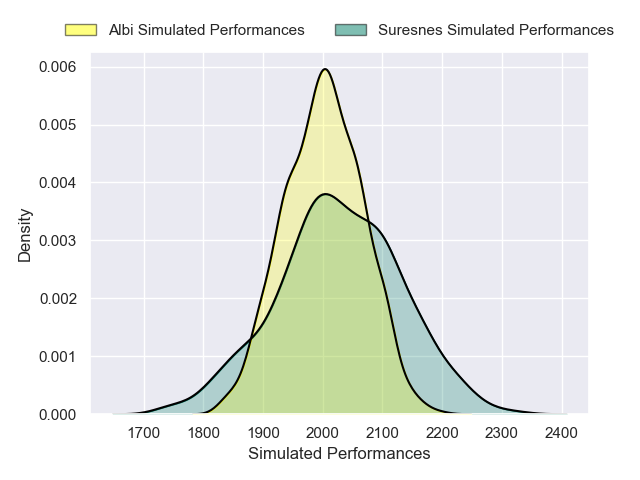 Albi Simulated Performances
Suresnes Simulated Performances
0.006
0.005
0.004
0.003
0.002
0.001
0.000
Density
1700 1800 1900 2000 2100 2200 2300 2400
Simulated Performances